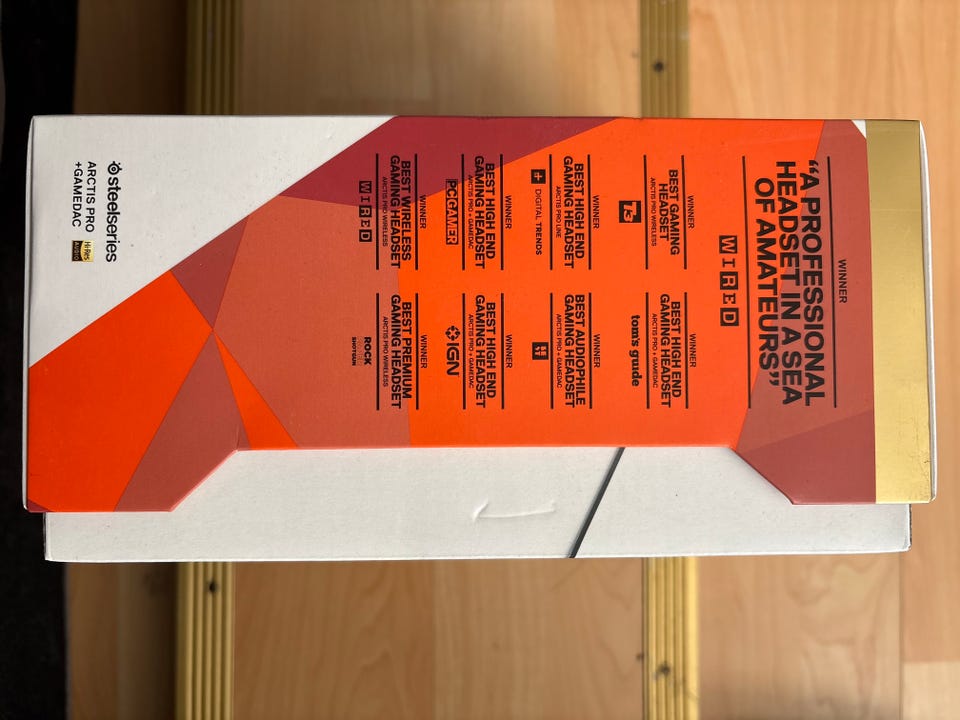 WINNER
“A PROFESSIONAL
HEADSET IN A SEA
OF AMATEURS”
WIRED
WINNER
BEST GAMING
HEADSET
ARCTIS PRO WIRELESS
T3
WINNER
BEST HIGH END
GAMING HEADSET
ARCTIS PRO + GAMEDAC
tom's guide
WINNER
BEST HIGH END
GAMING HEADSET
ARCTIS PRO LINE
DIGITAL TRENDS
WINNER
BEST AUDIOPHILE
GAMING HEADSET
ARCTIS PRO + GAMEDAC
WINNER
BEST HIGH END
GAMING HEADSET
ARCTIS PRO + GAMEDAC
PCGAMER
WINNER
BEST HIGH END
GAMING HEADSET
ARCTIS PRO + GAMEDAC
IGN
WINNER
BEST WIRELESS
GAMING HEADSET
ARCTIS PRO WIRELESS
WIRED
WINNER
BEST PREMIUM
GAMING HEADSET
ARCTIS PRO WIRELESS
ROCK
SHOTGUN
steelseries
ARCTIS PRO
+GAMEDAC
Hi-Res
AUDIO